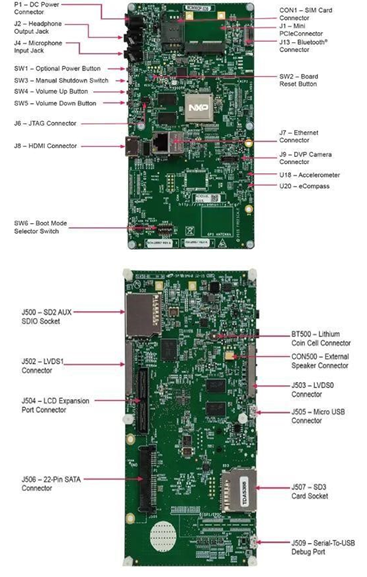 P1 – DC Power
Connector
J2 – Headphone
Output Jack
J4 – Microphone
Input Jack
SW1 - Optional Power Button
SW3 – Manual Shutdown Switch
SW4 – Volume Up Button
SW5 – Volume Down Button
J6 – JTAG Connector
J8 – HDMI Connector
SW6 – Boot Mode
Selector Switch
CON1 – SIM Card
Connector
J1 – Mini
PCIeConnector
J13 – Bluetooth®
Connector
SW2 – Board
Reset Button
NXP
J7 – Ethernet
Connector
J9 – DVP Camera
Connector
U18 – Accelerometer
U20 – eCompass
J500 – SD2 AUX
SDIO Socket
J502 – LVDS1
Connector
J504 – LCD Expansion
Port Connector
J506 – 22-Pin SATA
Connector
BT500 – Lithium
Coin Cell Connector
CON500 – External
Speaker Connector
J503 – LVDS0
Connector
J505 – Micro USB
Connector
J507 – SD3
Card Socket
J509 – Serial-To-USB
Debug Port